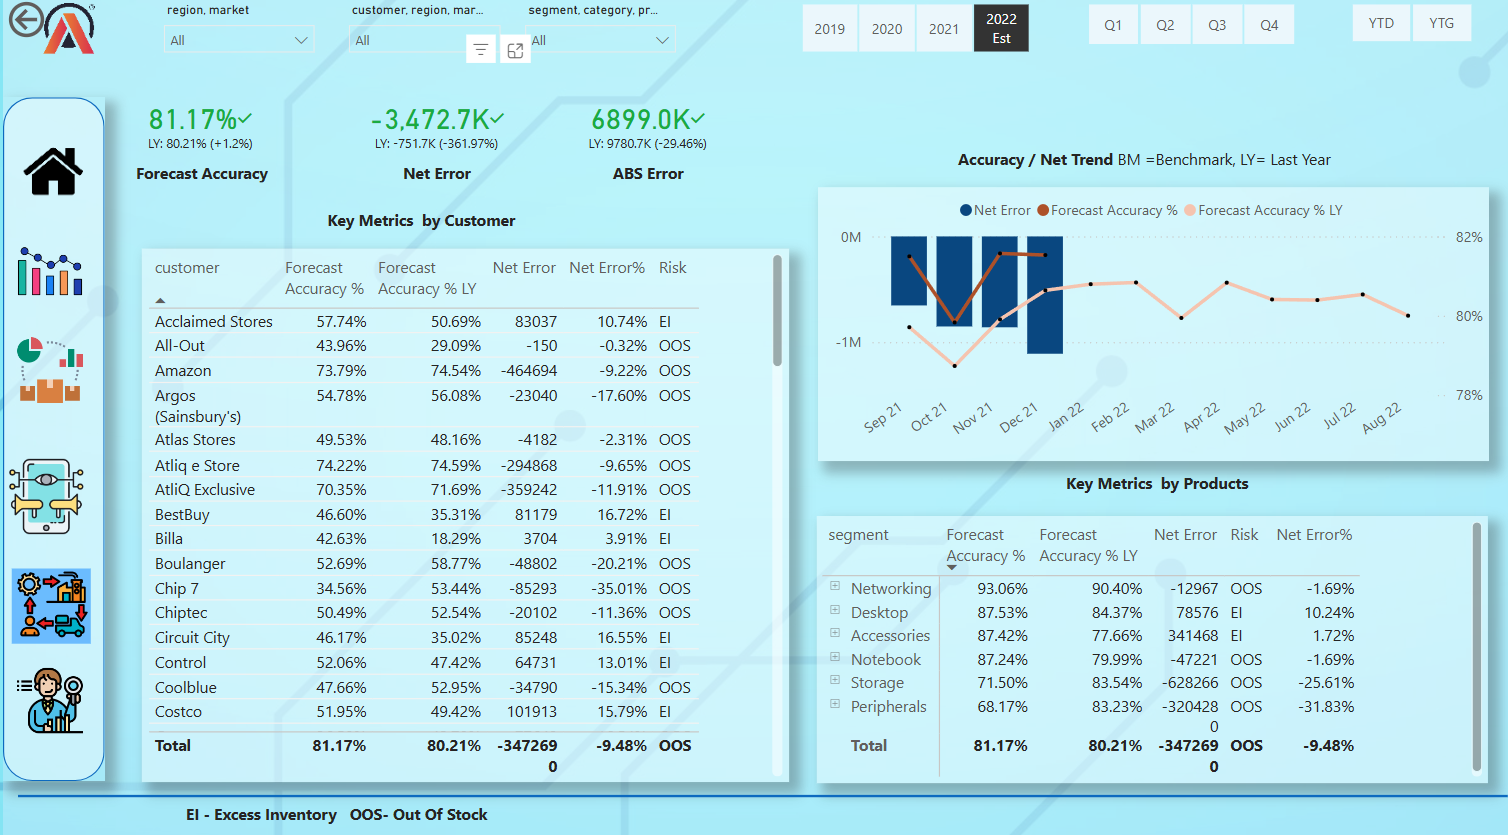 region, market
customer, region, mar...
segment, category, pr...
All
All
All
2019
2020
2021
2022
Est
Q1
Q2
Q3
Q4
YTD
YTG
81.17%
LY: 80.21% (+1.2%)
Forecast Accuracy
-3,472.7K
LY: -751.7K (-361.97%)
Net Error
6899.0K
LY: 9780.7K (-29.46%)
ABS Error
Accuracy / Net Trend BM =Benchmark, LY= Last Year
Net Error Forecast Accuracy % Forecast Accuracy % LY
0M
-1M
82%
80%
78%
Sep 21
Oct 21
Nov 21
Dec 21
Jan 22
Feb 22
Mar 22
Apr 22
May 22
Jun 22
Jul 22
Aug 22
Key Metrics by Customer
customer Forecast Forecast Net Error Net Error% Risk
Accuracy % Accuracy % LY
Acclaimed Stores 57.74% 50.69% 83037 10.74% EI
All-Out 43.96% 29.09% -150 -0.32% OOS
Amazon 73.79% 74.54% -464694 -9.22% OOS
Argos 54.78% 56.08% -23040 -17.60% OOS
(Sainsbury's)
Atlas Stores 49.53% 48.16% -4182 -2.31% OOS
Atliq e Store 74.22% 74.59% -294868 -9.65% OOS
AtliQ Exclusive 70.35% 71.69% -359242 -11.91% OOS
BestBuy 46.60% 35.31% 81179 16.72% EI
Billa 42.63% 18.29% 3704 3.91% EI
Boulanger 52.69% 58.77% -48802 -20.21% OOS
Chip 7 34.56% 53.44% -85293 -35.01% OOS
Chiptec 50.49% 52.54% -20102 -11.36% OOS
Circuit City 46.17% 35.02% 85248 16.55% EI
Control 52.06% 47.42% 64731 13.01% EI
Coolblue 47.66% 52.95% -34790 -15.34% OOS
Costco 51.95% 49.42% 101913 15.79% EI
Total 81.17% 80.21% -347269 -9.48% OOS
0
Key Metrics by Products
segment Forecast Forecast Net Error Risk Net Error%
Accuracy % Accuracy % LY
Networking 93.06% 90.40% -12967 OOS -1.69%
Desktop 87.53% 84.37% 78576 EI 10.24%
Accessories 87.42% 77.66% 341468 EI 1.72%
Notebook 87.24% 79.99% -47221 OOS -1.69%
Storage 71.50% 83.54% -628266 OOS -25.61%
Peripherals 68.17% 83.23% -320428 OOS -31.83%
0
Total 81.17% 80.21% -347269 OOS -9.48%
0
EI - Excess Inventory OOS- Out Of Stock